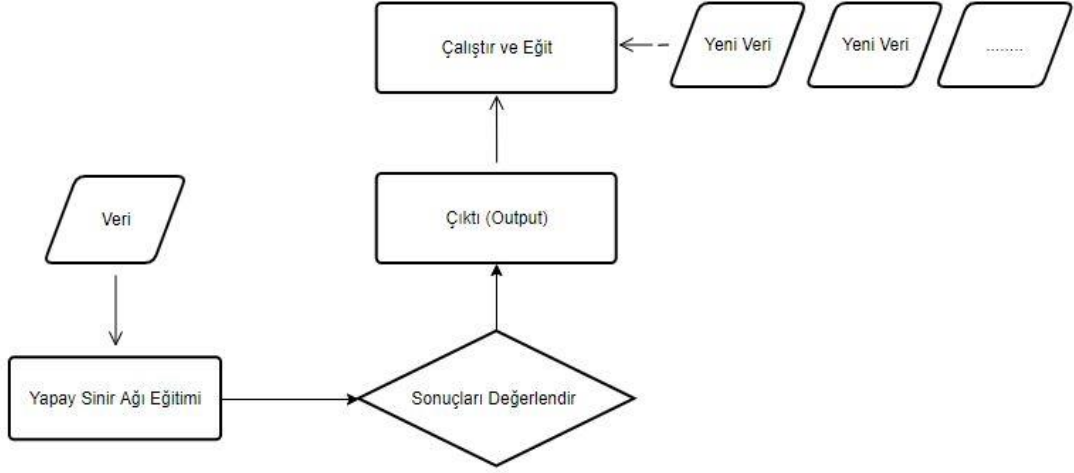 Çalıştır ve Eğit
Yeni Veri
Yeni Veri
........
Veri
Çıktı (Output)
Yapay Sinir Ağı Eğitimi
Sonuçları Değerlendir